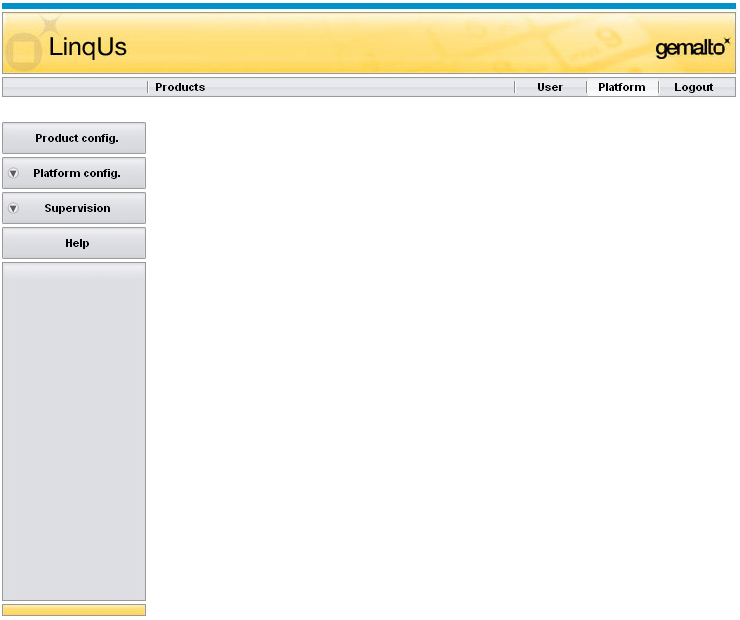 LinqUs
gemalto
Products User Platform Logout
Product config.
Platform config.
Supervision
Help